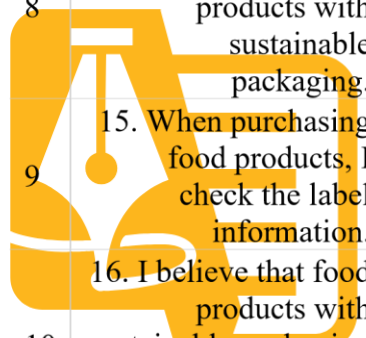 8
products with
sustainable
packaging.
15. When purchasing
food products, I
9
check the label
information.
16. I believe that food
products with